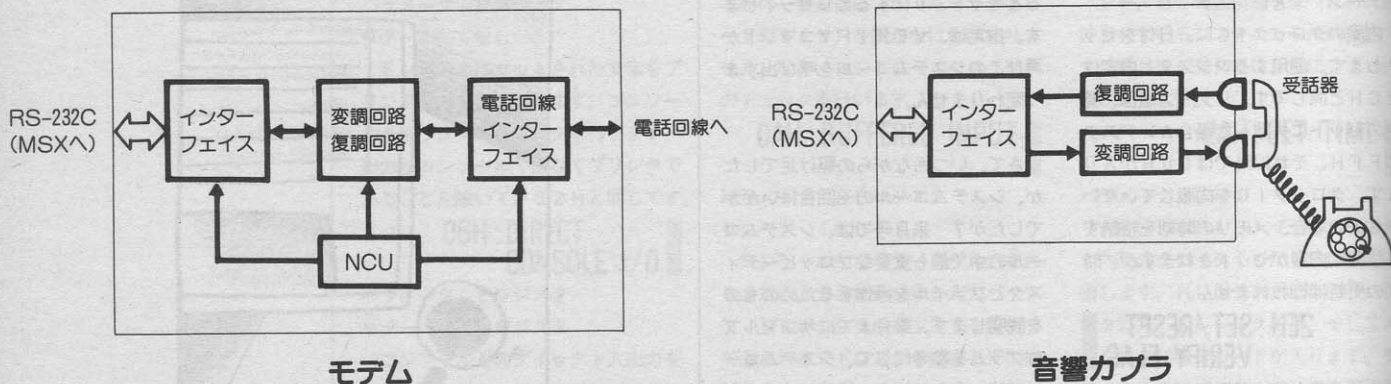 RS-232C
(MSXへ)
インター
フェイス
変調回路
復調回路
電話回線
インター
フェイス
電話回線へ
NCU
モデム
RS-232C
(MSXへ)
インター
フェイス
復調回路
変調回路
受話器
音響カプラ